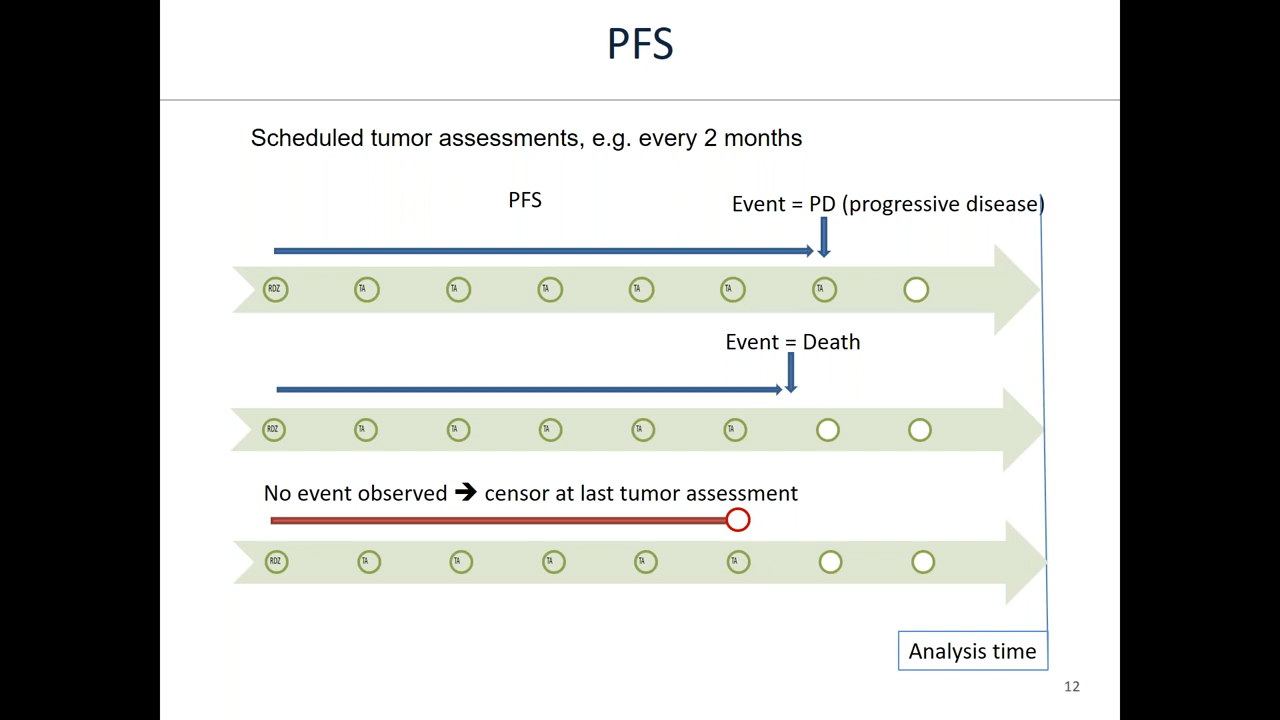 PFS
Scheduled tumor assessments, e.g. every 2 months
PFS
Event = PD (progressive disease)
RDZ TA TA TA TA TA TA
Event = Death
RDZ TA TA TA TA TA
No event observed ➔ censor at last tumor assessment
RDZ TA TA TA TA TA
Analysis time
12